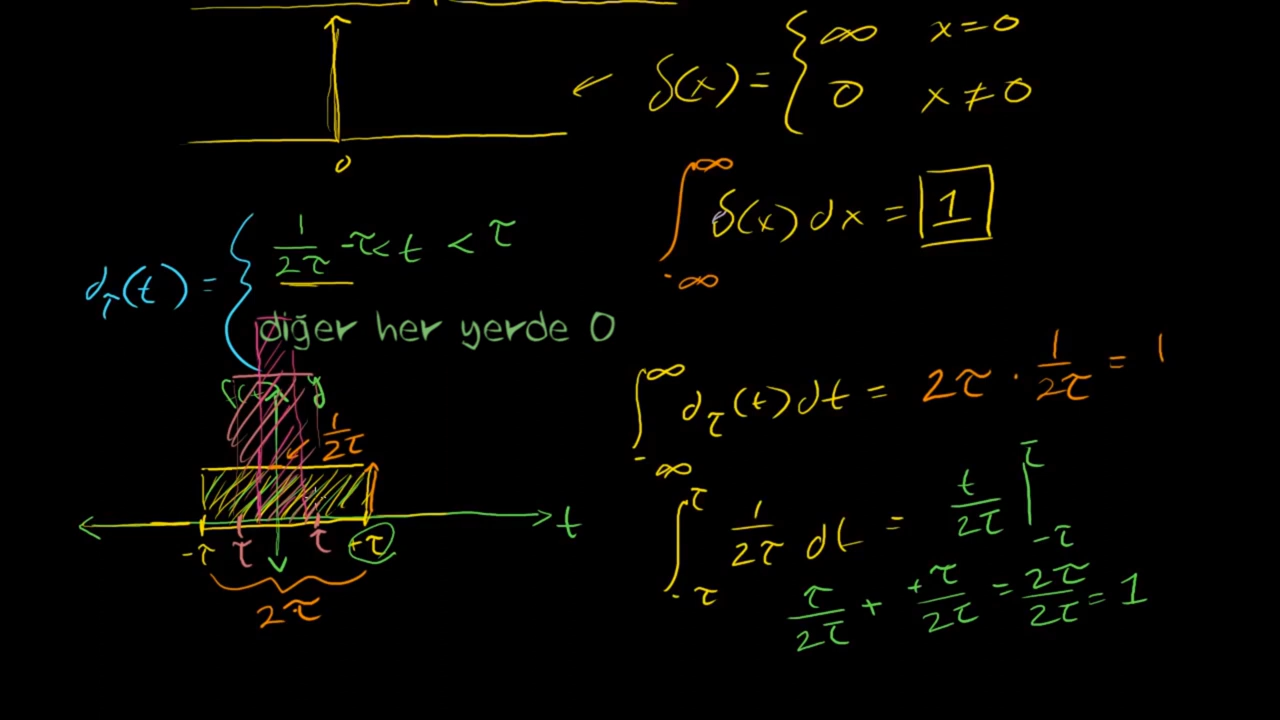 0
δ(x) = { ∞ x=0
0 x≠0
∫_{-∞}^{∞} δ(x) dx = 1
d_τ(t) = { 1/2τ -τ< t < τ
diğer her yerde 0
y
1/2τ
t
-τ τ τ +τ
2τ
∫_{-∞}^{∞} d_τ(t) dt = 2τ · 1/2τ = 1
∫_{-τ}^{τ} 1/2τ dt = t/2τ |_{-τ}^{τ}
τ/2τ + +τ/2τ = 2τ/2τ = 1